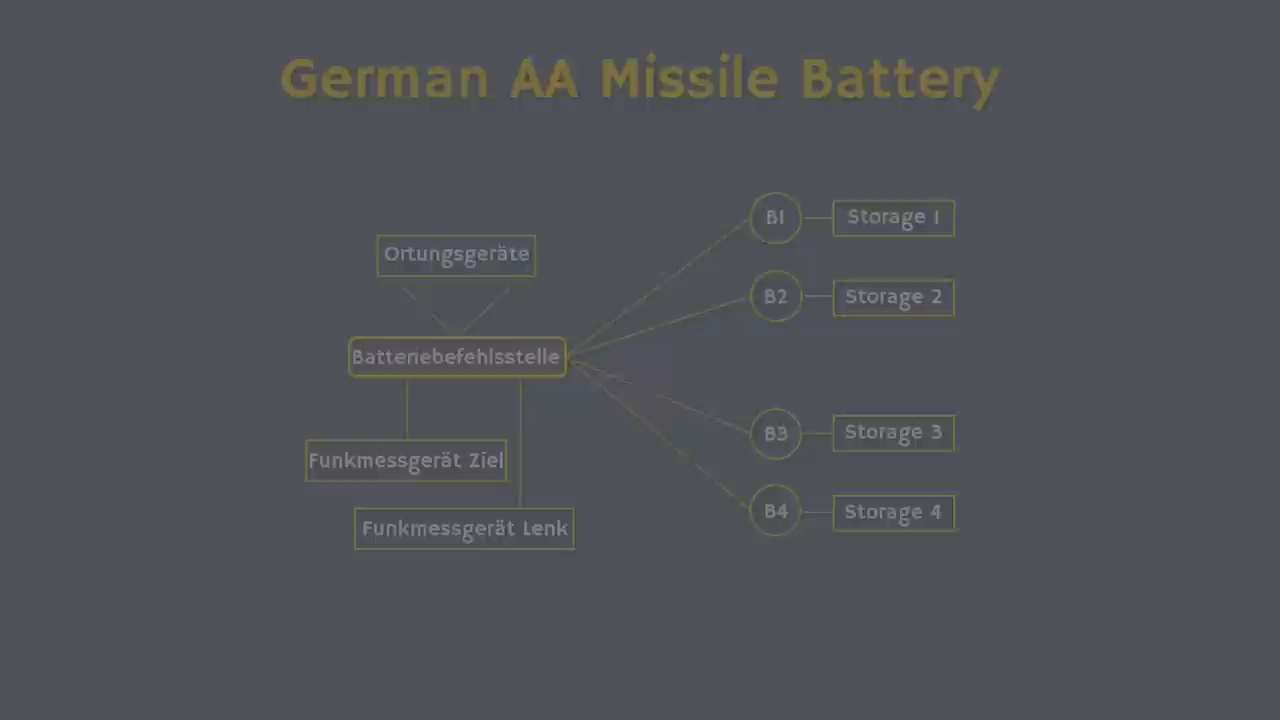 German AA Missile Battery
Ortungsgeräte
Batteriebefehlsstelle
Funkmessgerät Ziel
Funkmessgerät Lenk
B1
Storage 1
B2
Storage 2
B3
Storage 3
B4
Storage 4